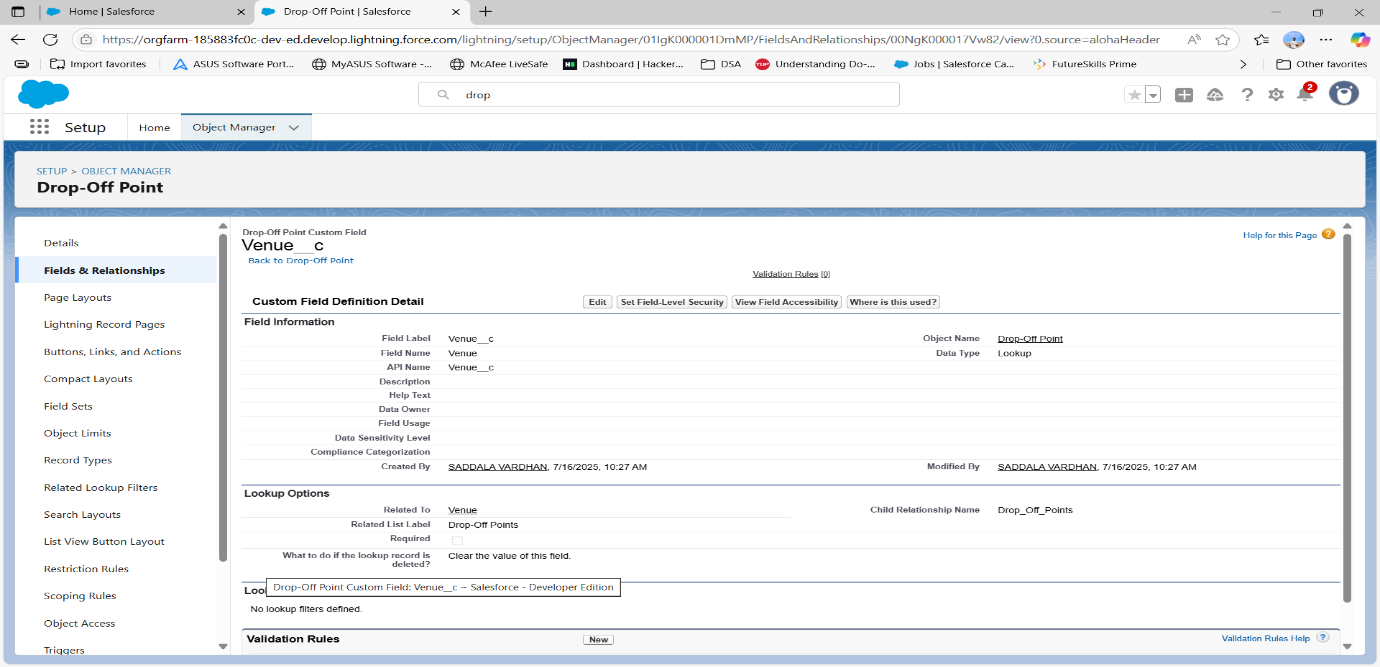 Home | Salesforce
Drop-Off Point | Salesforce
https://orgfarm-185883fc0c-dev-ed.develop.lightning.force.com/lightning/setup/ObjectManager/01IgK000001DmMP/FieldsAndRelationships/00NgK000017Vw82/view?0.source=alohaHeader
Import favorites
ASUS Software Port...
MyASUS Software -...
McAfee LiveSafe
Dashboard | Hacker...
DSA
Understanding Do-...
Jobs | Salesforce Ca...
FutureSkills Prime
Other favorites
drop
2
Setup
Home
Object Manager
SETUP > OBJECT MANAGER
Drop-Off Point
Details
Fields & Relationships
Page Layouts
Lightning Record Pages
Buttons, Links, and Actions
Compact Layouts
Field Sets
Object Limits
Record Types
Related Lookup Filters
Search Layouts
List View Button Layout
Restriction Rules
Scoping Rules
Object Access
Triggers
Drop-Off Point Custom Field
Venue__c
Back to Drop-Off Point
Help for this Page
Validation Rules [0]
Custom Field Definition Detail
Edit
Set Field-Level Security
View Field Accessibility
Where is this used?
Field Information
Field Label Venue__c Object Name Drop-Off Point
Field Name Venue Data Type Lookup
API Name Venue__c
Description
Help Text
Data Owner
Field Usage
Data Sensitivity Level
Compliance Categorization
Created By SADDALA VARDHAN, 7/16/2025, 10:27 AM Modified By SADDALA VARDHAN, 7/16/2025, 10:27 AM
Lookup Options
Related To Venue Child Relationship Name Drop_Off_Points
Related List Label Drop-Off Points
Required
What to do if the lookup record is deleted? Clear the value of this field.
Drop-Off Point Custom Field: Venue__c ~ Salesforce - Developer Edition
No lookup filters defined.
Validation Rules
New
Validation Rules Help ?